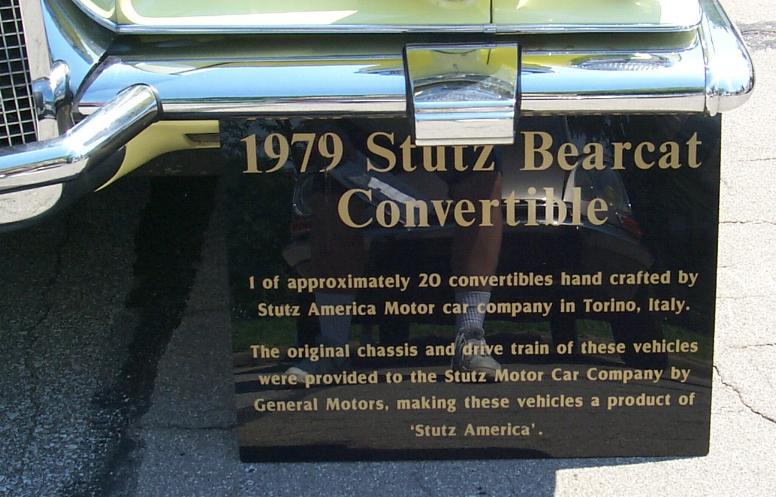 1979 Stutz Bearcat
Convertible
1 of approximately 20 convertibles hand crafted by
Stutz America Motor car company in Torino, Italy.
The original chassis and drive train of these vehicles
were provided to the Stutz Motor Car Company by
General Motors, making these vehicles a product of
'Stutz America'.